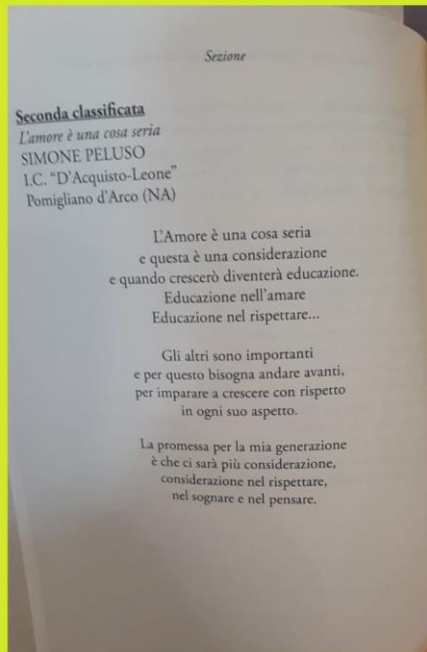 Sezione
Seconda classificata
L'amore è una cosa seria
SIMONE PELUSO
I.C. "D'Acquisto-Leone"
Pomigliano d'Arco (NA)
L'Amore è una cosa seria
e questa è una considerazione
e quando crescerò diventerà educazione.
Educazione nell'amare
Educazione nel rispettare...
Gli altri sono importanti
e per questo bisogna andare avanti,
per imparare a crescere con rispetto
in ogni suo aspetto.
La promessa per la mia generazione
è che ci sarà più considerazione,
considerazione nel rispettare,
nel sognare e nel pensare.